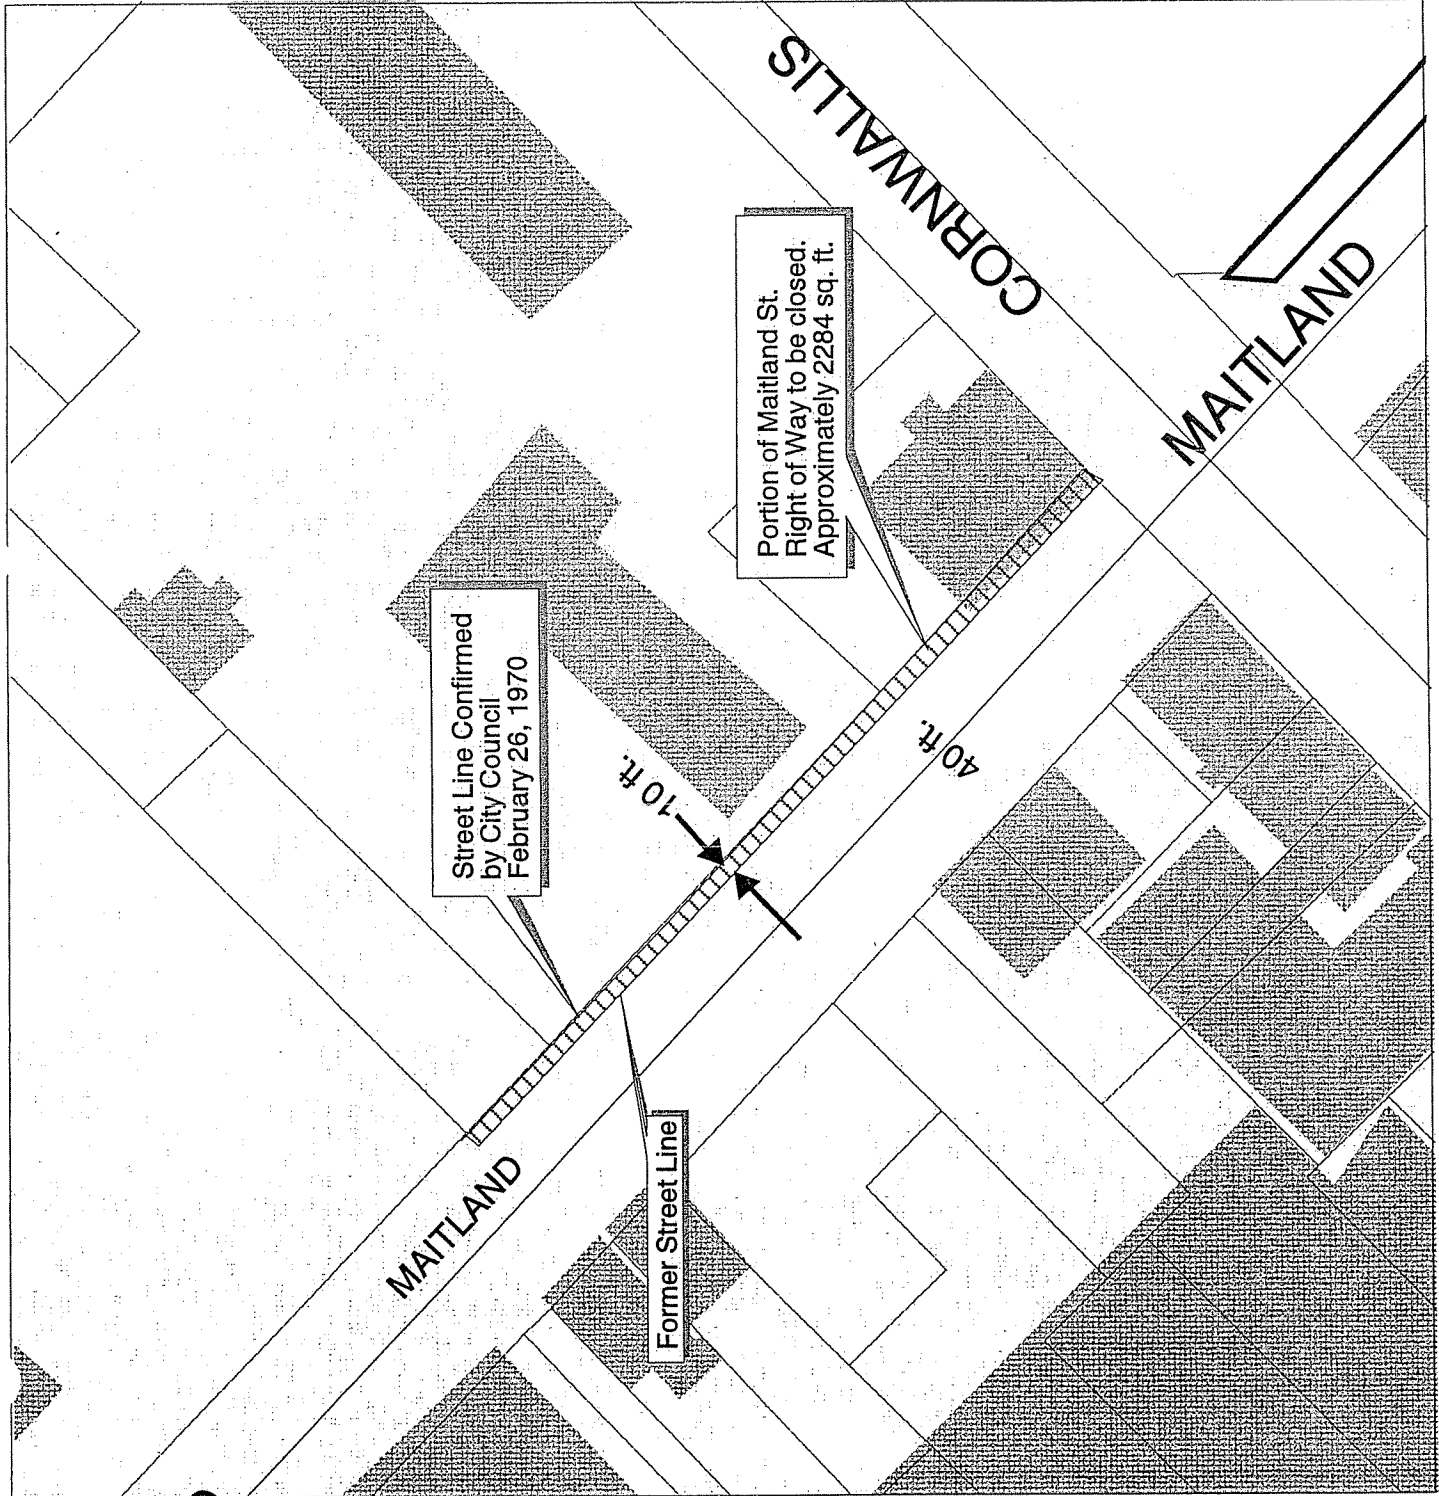 Street Line Confirmed
by City Council
February 26, 1970
Portion of Maitland St.
Right of Way to be closed.
Approximately 2284 sq. ft.
CORNWALLIS
MAITLAND
10 ft.
40 ft.
MAITLAND
Former Street Line